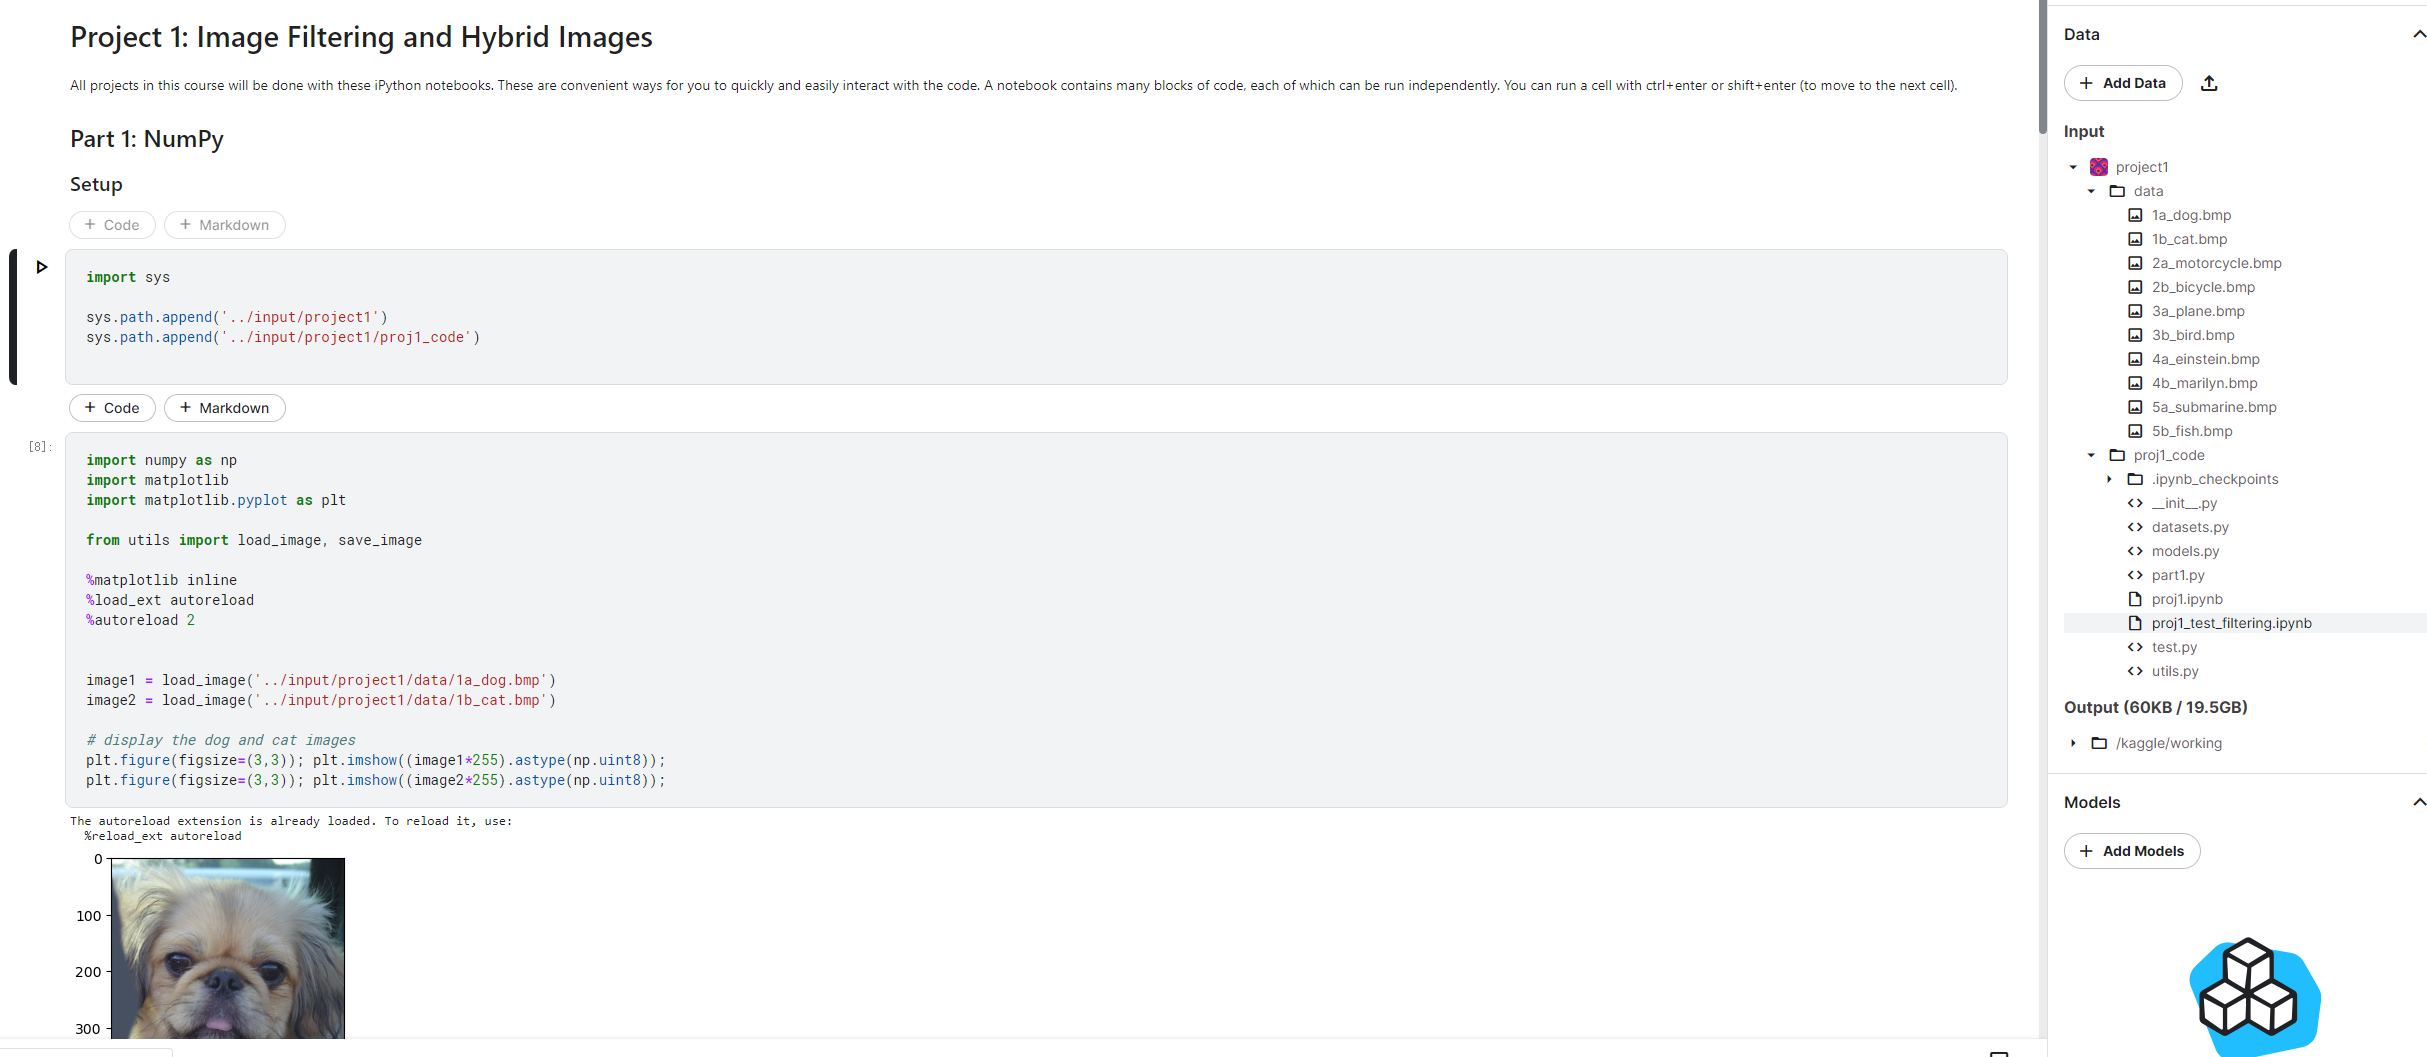 Project 1: Image Filtering and Hybrid Images
All projects in this course will be done with these iPython notebooks. These are convenient ways for you to quickly and easily interact with the code. A notebook contains many blocks of code, each of which can be run independently. You can run a cell with ctrl+enter or shift+enter (to move to the next cell).
Part 1: NumPy
Setup
+ Code + Markdown
import sys
sys.path.append('../input/project1')
sys.path.append('../input/project1/proj1_code')
+ Code + Markdown
[8]:
import numpy as np
import matplotlib
import matplotlib.pyplot as plt
from utils import load_image, save_image
%matplotlib inline
%load_ext autoreload
%autoreload 2
image1 = load_image('../input/project1/data/1a_dog.bmp')
image2 = load_image('../input/project1/data/1b_cat.bmp')
# display the dog and cat images
plt.figure(figsize=(3,3)); plt.imshow((image1*255).astype(np.uint8));
plt.figure(figsize=(3,3)); plt.imshow((image2*255).astype(np.uint8));
The autoreload extension is already loaded. To reload it, use:
%reload_ext autoreload
0
100
200
300
Data
+ Add Data
Input
project1
data
1a_dog.bmp
1b_cat.bmp
2a_motorcycle.bmp
2b_bicycle.bmp
3a_plane.bmp
3b_bird.bmp
4a_einstein.bmp
4b_marilyn.bmp
5a_submarine.bmp
5b_fish.bmp
proj1_code
.ipynb_checkpoints
__init__.py
datasets.py
models.py
part1.py
proj1.ipynb
proj1_test_filtering.ipynb
test.py
utils.py
Output (60KB / 19.5GB)
/kaggle/working
Models
+ Add Models